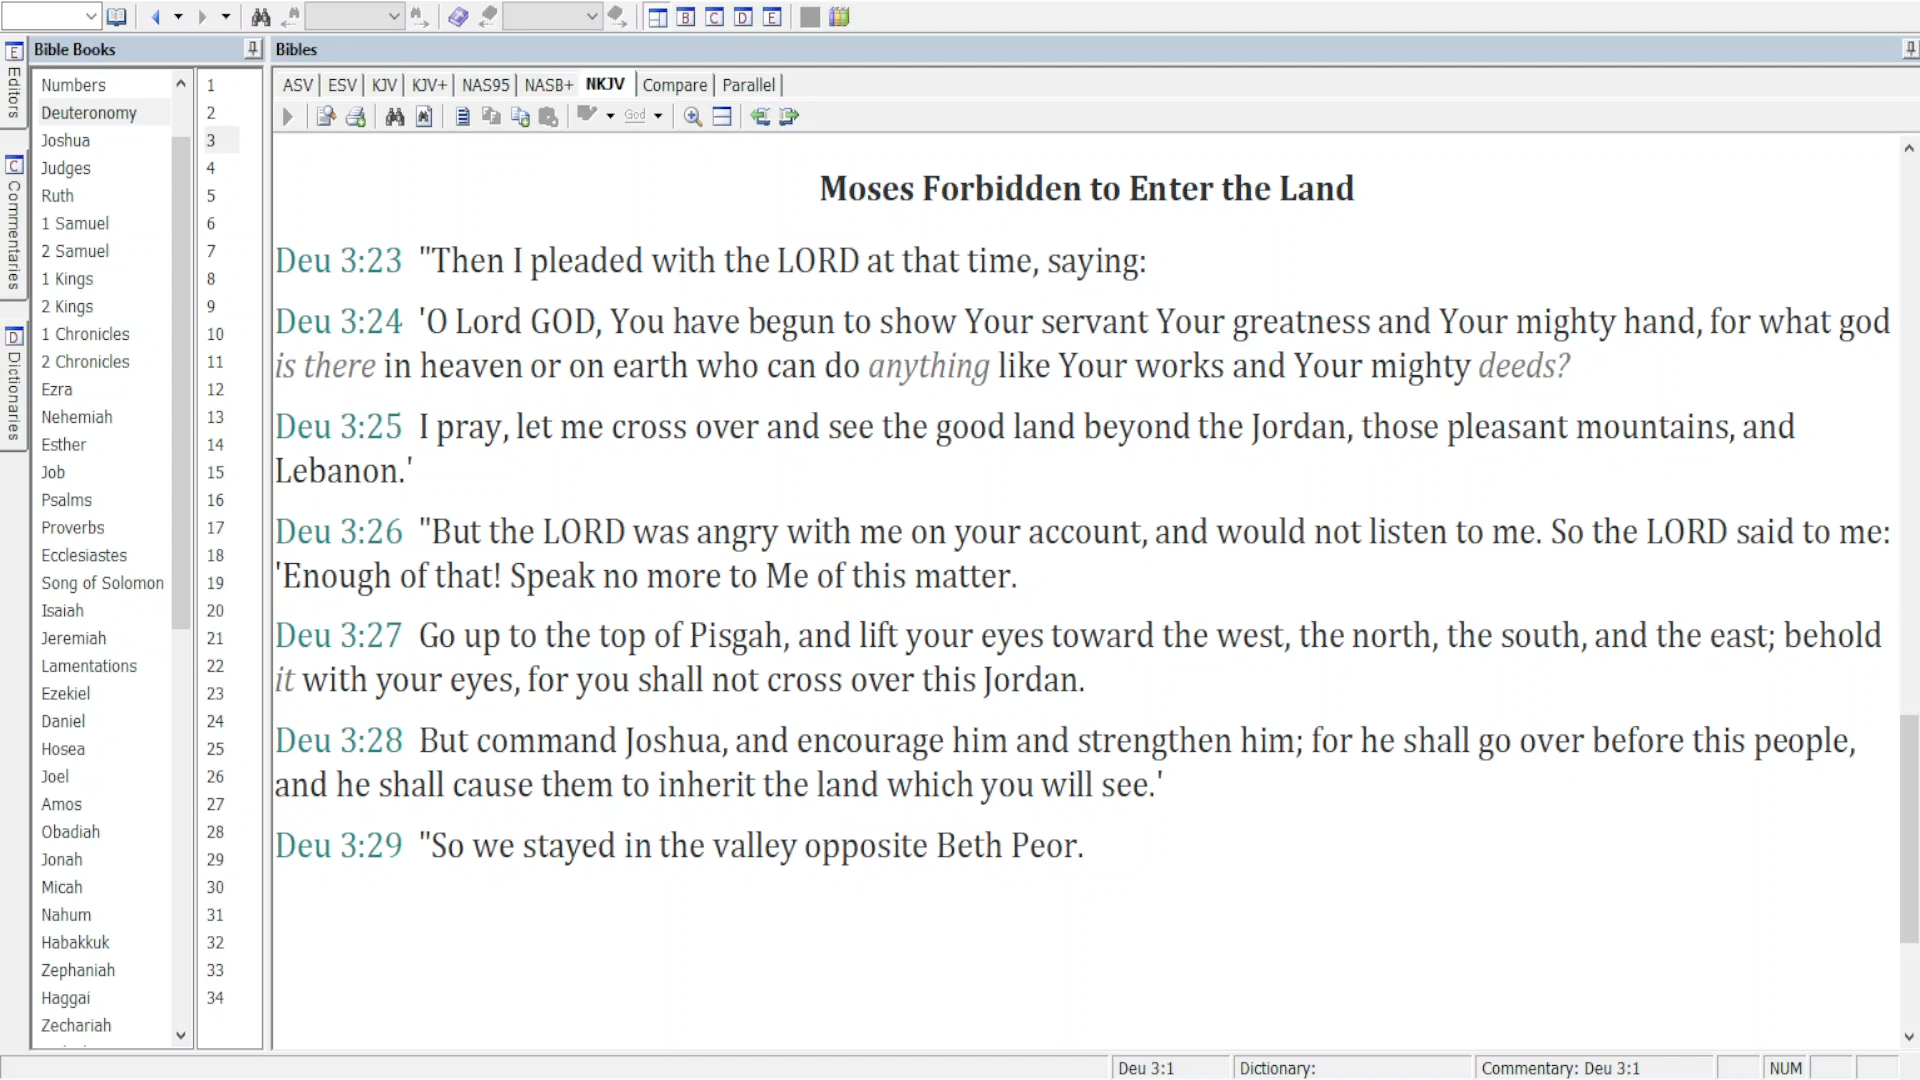 Bible Books
Bibles
E Editors
C Commentaries
D Dictionaries
B C D E
ASV ESV KJV KJV+ NAS95 NASB+ NKJV Compare Parallel
God
Numbers
Deuteronomy
Joshua
Judges
Ruth
1 Samuel
2 Samuel
1 Kings
2 Kings
1 Chronicles
2 Chronicles
Ezra
Nehemiah
Esther
Job
Psalms
Proverbs
Ecclesiastes
Song of Solomon
Isaiah
Jeremiah
Lamentations
Ezekiel
Daniel
Hosea
Joel
Amos
Obadiah
Jonah
Micah
Nahum
Habakkuk
Zephaniah
Haggai
Zechariah
1
2
3
4
5
6
7
8
9
10
11
12
13
14
15
16
17
18
19
20
21
22
23
24
25
26
27
28
29
30
31
32
33
34
Moses Forbidden to Enter the Land
Deu 3:23 "Then I pleaded with the LORD at that time, saying:
Deu 3:24 'O Lord GOD, You have begun to show Your servant Your greatness and Your mighty hand, for what god
is there in heaven or on earth who can do anything like Your works and Your mighty deeds?
Deu 3:25 I pray, let me cross over and see the good land beyond the Jordan, those pleasant mountains, and
Lebanon.'
Deu 3:26 "But the LORD was angry with me on your account, and would not listen to me. So the LORD said to me:
'Enough of that! Speak no more to Me of this matter.
Deu 3:27 Go up to the top of Pisgah, and lift your eyes toward the west, the north, the south, and the east; behold
it with your eyes, for you shall not cross over this Jordan.
Deu 3:28 But command Joshua, and encourage him and strengthen him; for he shall go over before this people,
and he shall cause them to inherit the land which you will see.'
Deu 3:29 "So we stayed in the valley opposite Beth Peor.
Deu 3:1
Dictionary:
Commentary: Deu 3:1
NUM